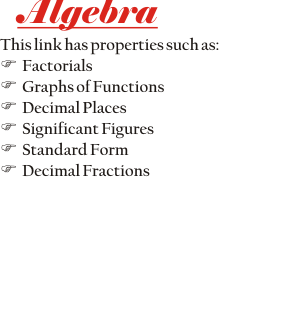 Algebra
This link has properties such as:
☞ Factorials
☞ Graphs of Functions
☞ Decimal Places
☞ Significant Figures
☞ Standard Form
☞ Decimal Fractions